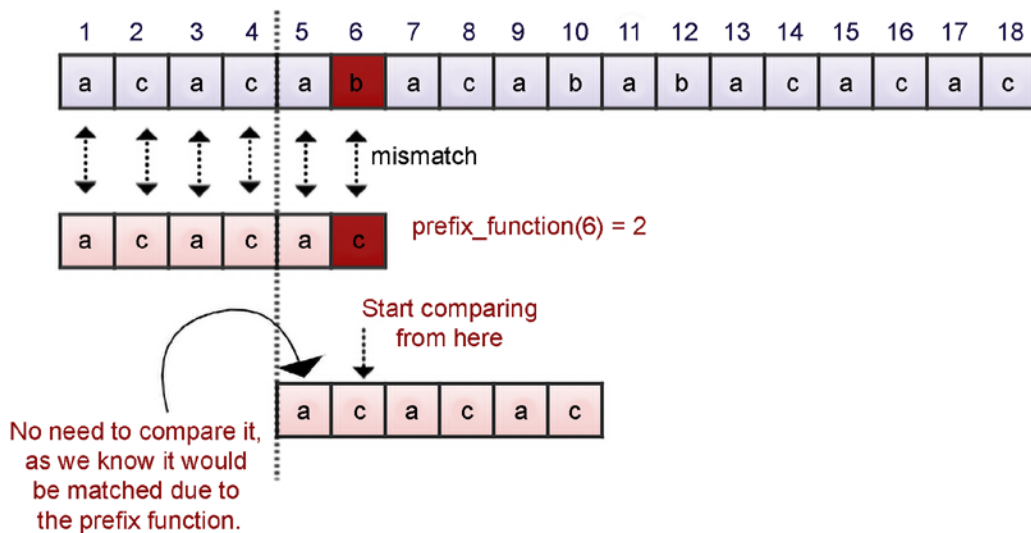 1 2 3 4 5 6 7 8 9 10 11 12 13 14 15 16 17 18
a c a c a b a c a b a b a c a c a c
mismatch
a c a c a c
prefix_function(6) = 2
Start comparing
from here
a c a c a c
No need to compare it,
as we know it would
be matched due to
the prefix function.